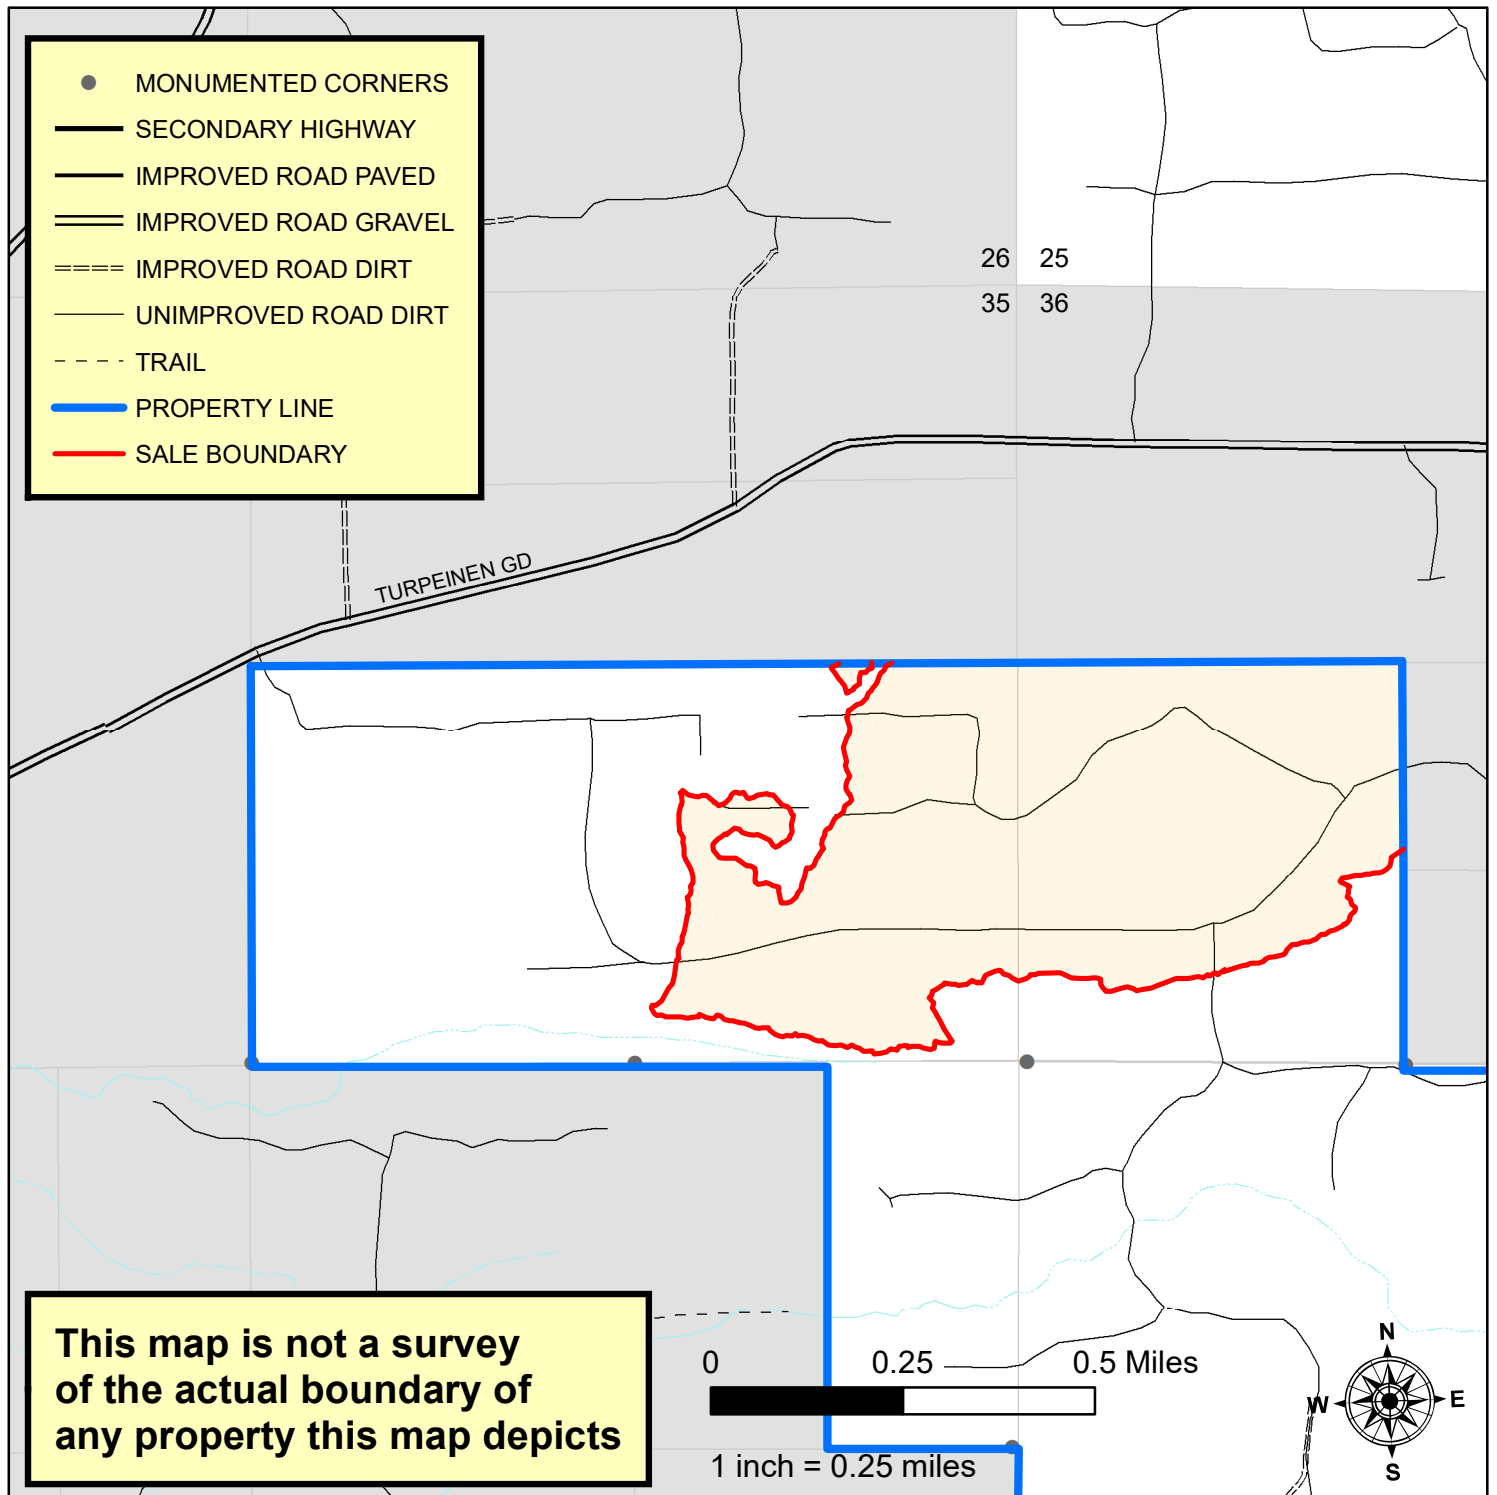 MONUMENTED CORNERS
SECONDARY HIGHWAY
IMPROVED ROAD PAVED
IMPROVED ROAD GRAVEL
IMPROVED ROAD DIRT
UNIMPROVED ROAD DIRT
TRAIL
PROPERTY LINE
SALE BOUNDARY
26 25
35 36
TURPEINEN GD
This map is not a survey
of the actual boundary of
any property this map depicts
0 0.25 0.5 Miles
1 inch = 0.25 miles
N
W E
S